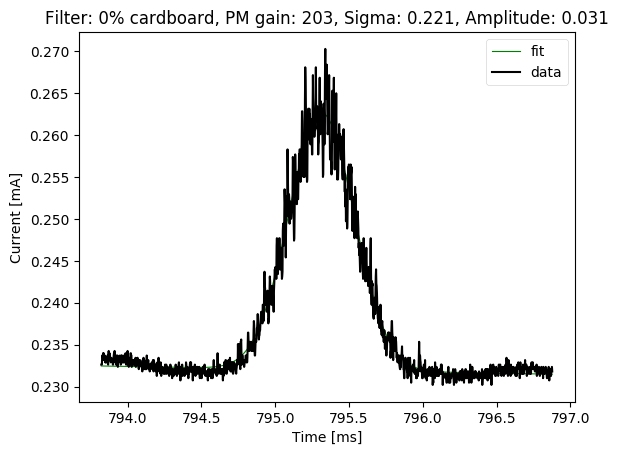 Filter: 0% cardboard, PM gain: 203, Sigma: 0.221, Amplitude: 0.031
fit
data
0.270
0.265
0.260
0.255
0.250
0.245
0.240
0.235
0.230
Current [mA]
794.0 794.5 795.0 795.5 796.0 796.5 797.0
Time [ms]